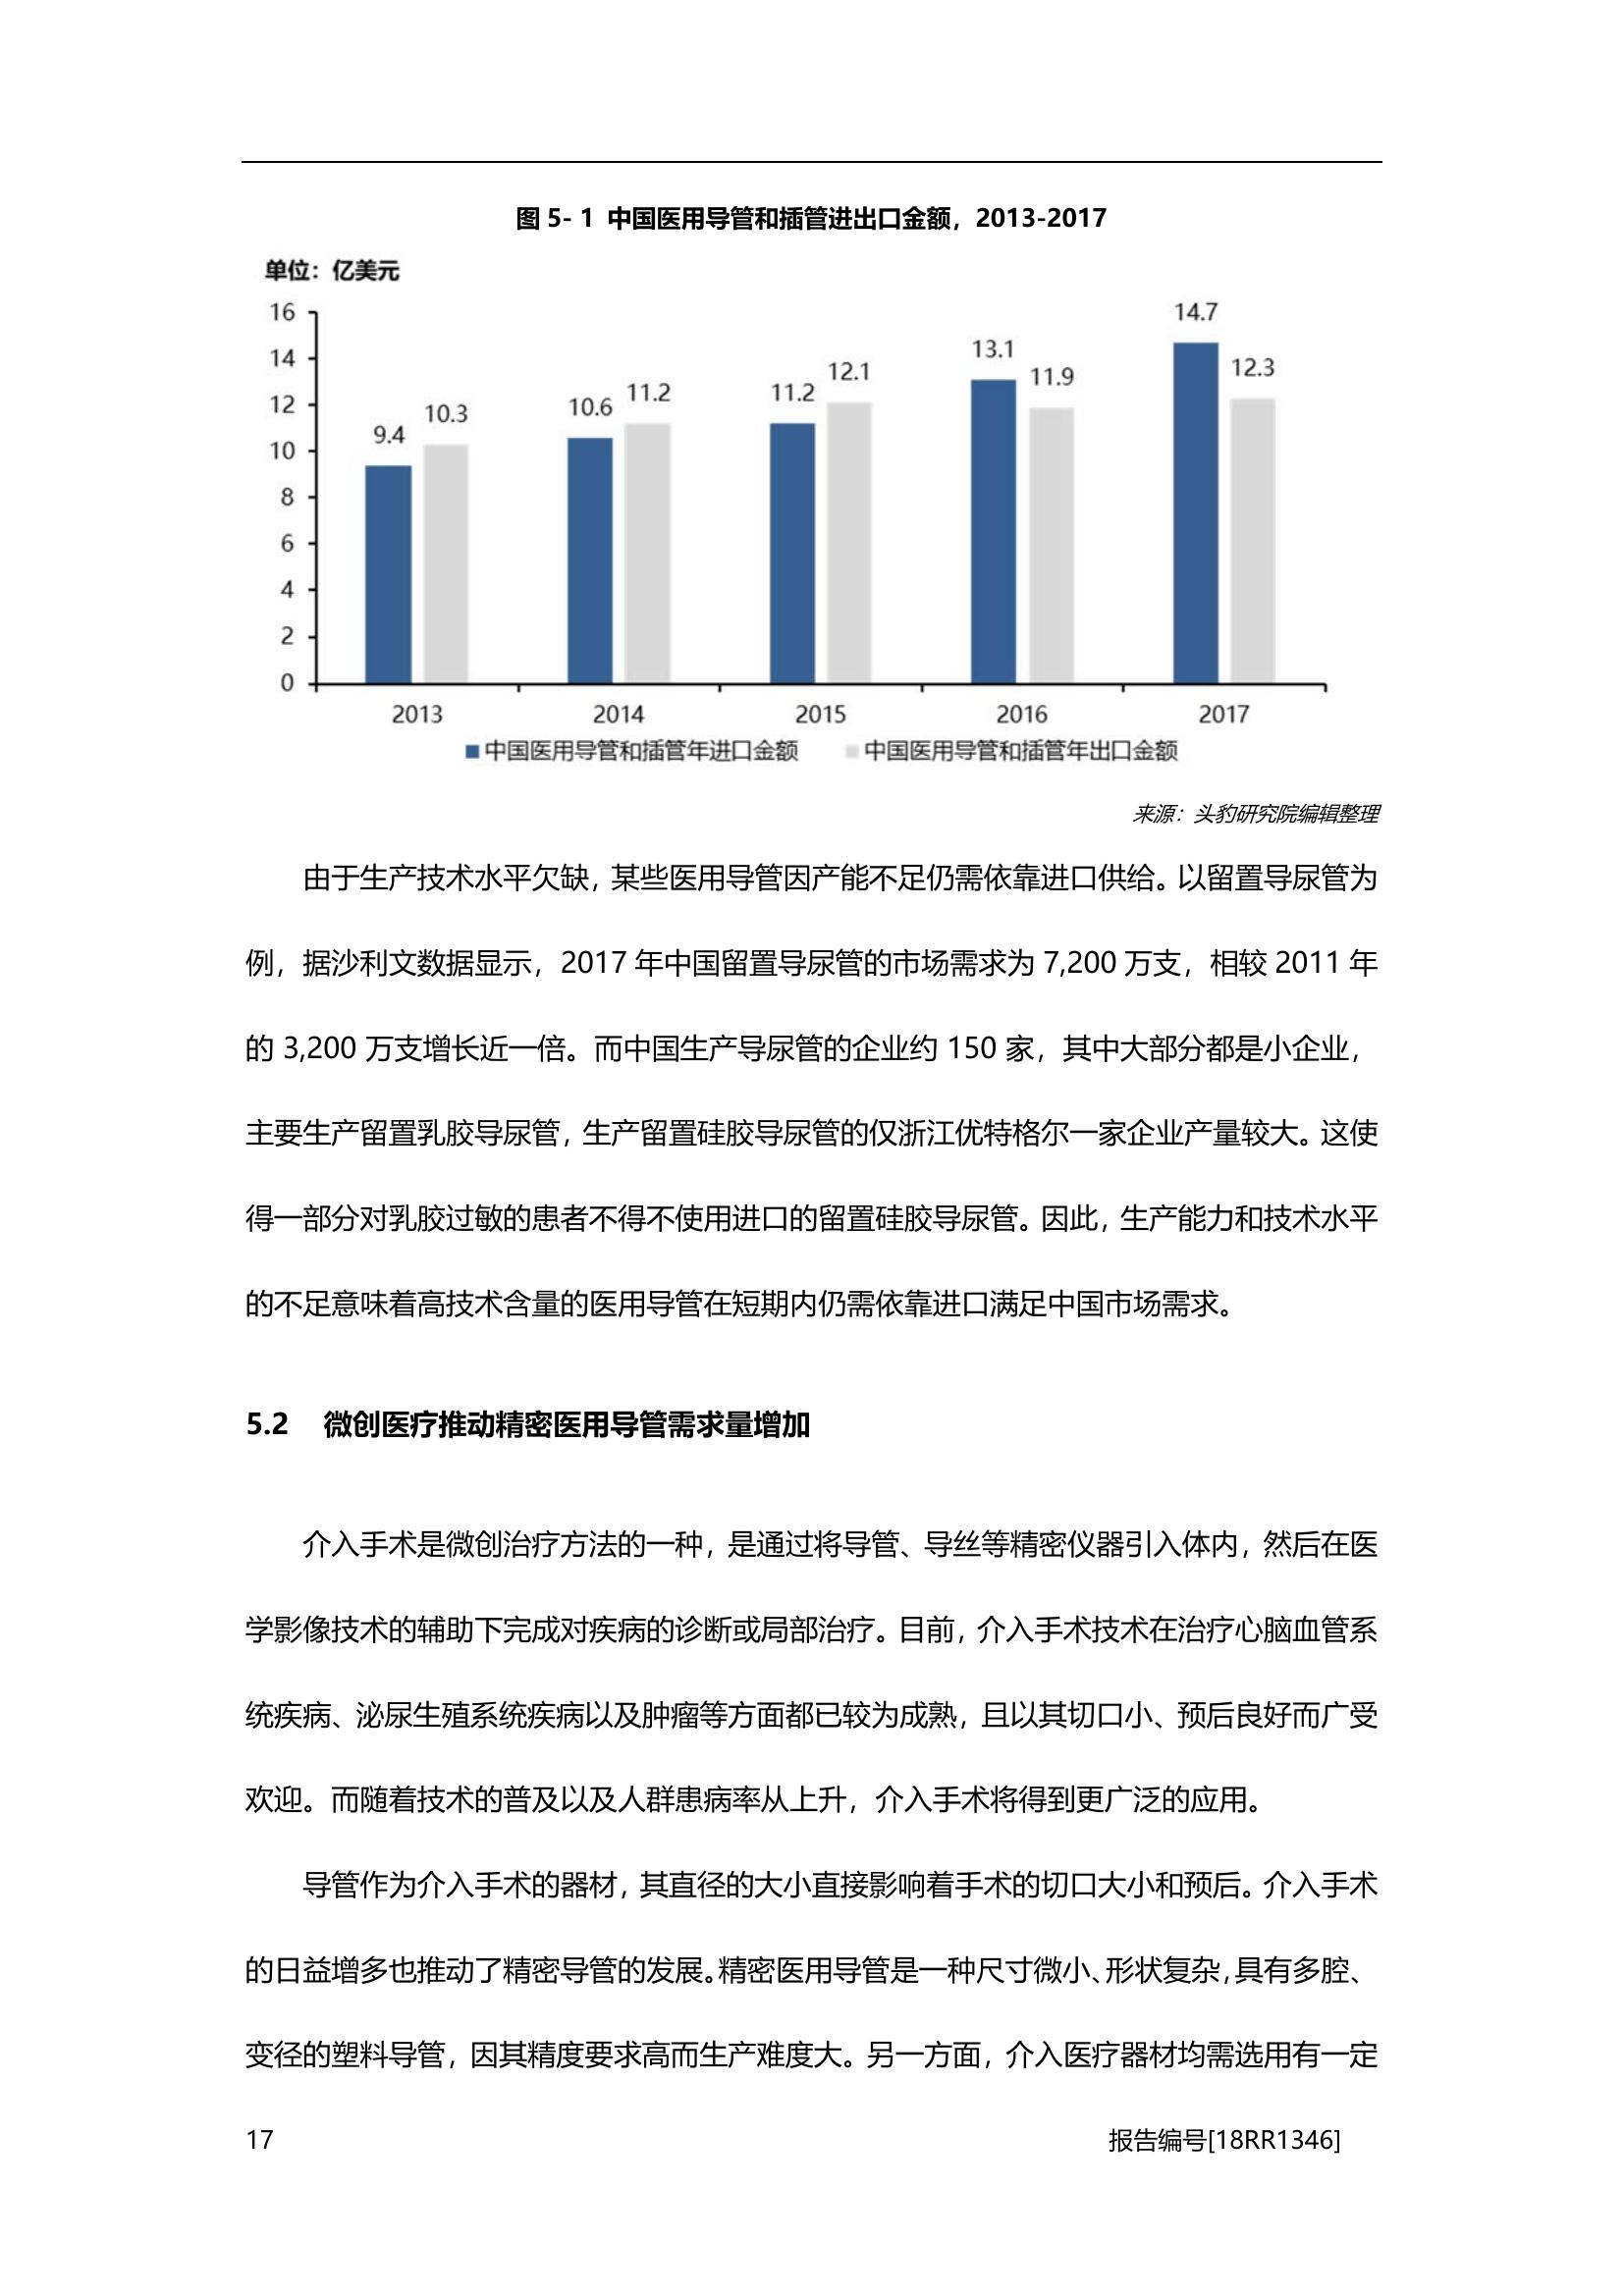 图 5- 1 中国医用导管和插管进出口金额，2013-2017
单位：亿美元
16
14
12
10
8
6
4
2
0
9.4
10.3
10.6
11.2
11.2
12.1
13.1
11.9
14.7
12.3
2013
2014
2015
2016
2017
中国医用导管和插管年进口金额
中国医用导管和插管年出口金额
来源：头豹研究院编辑整理
由于生产技术水平欠缺，某些医用导管因产能不足仍需依靠进口供给。以留置导尿管为
例，据沙利文数据显示，2017 年中国留置导尿管的市场需求为 7,200 万支，相较 2011 年
的 3,200 万支增长近一倍。而中国生产导尿管的企业约 150 家，其中大部分都是小企业，
主要生产留置乳胶导尿管，生产留置硅胶导尿管的仅浙江优特格尔一家企业产量较大。这使
得一部分对乳胶过敏的患者不得不使用进口的留置硅胶导尿管。因此，生产能力和技术水平
的不足意味着高技术含量的医用导管在短期内仍需依靠进口满足中国市场需求。
5.2 微创医疗推动精密医用导管需求量增加
介入手术是微创治疗方法的一种，是通过将导管、导丝等精密仪器引入体内，然后在医
学影像技术的辅助下完成对疾病的诊断或局部治疗。目前，介入手术技术在治疗心脑血管系
统疾病、泌尿生殖系统疾病以及肿瘤等方面都已较为成熟，且以其切口小、预后良好而广受
欢迎。而随着技术的普及以及人群患病率从上升，介入手术将得到更广泛的应用。
导管作为介入手术的器材，其直径的大小直接影响着手术的切口大小和预后。介入手术
的日益增多也推动了精密导管的发展。精密医用导管是一种尺寸微小、形状复杂，具有多腔、
变径的塑料导管，因其精度要求高而生产难度大。另一方面，介入医疗器材均需选用有一定
17
报告编号[18RR1346]